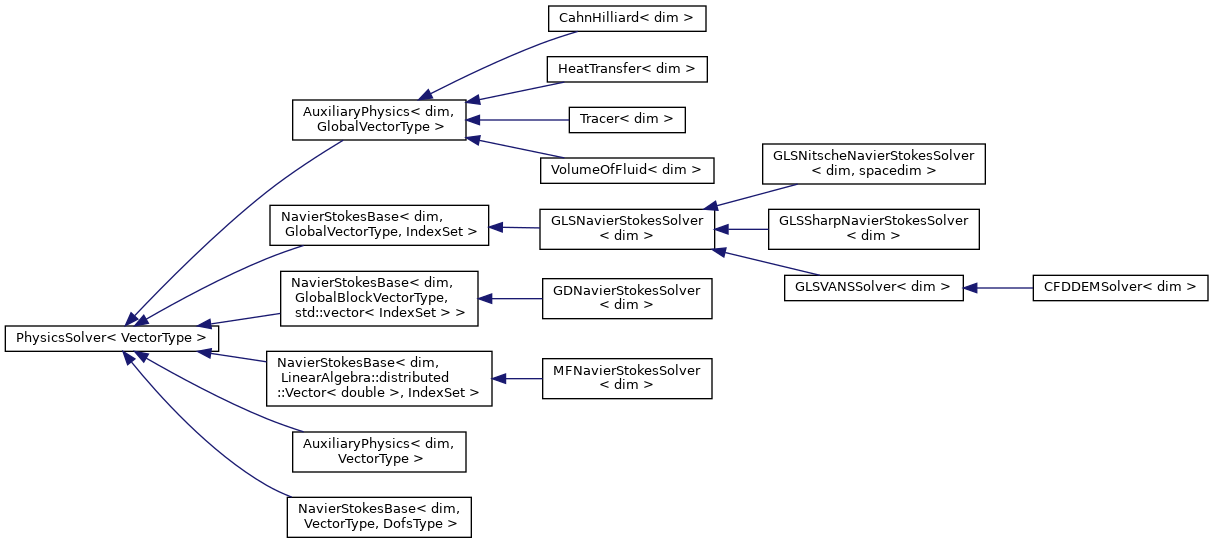 CahnHilliard< dim >
HeatTransfer< dim >
AuxiliaryPhysics< dim,
GlobalVectorType >
Tracer< dim >
VolumeOfFluid< dim >
GLSNitscheNavierStokesSolver
< dim, spacedim >
NavierStokesBase< dim,
GlobalVectorType, IndexSet >
GLSNavierStokesSolver
< dim >
GLSSharpNavierStokesSolver
< dim >
GLSVANSSolver< dim >
CFDDEMSolver< dim >
NavierStokesBase< dim,
GlobalBlockVectorType,
std::vector< IndexSet > >
GDNavierStokesSolver
< dim >
PhysicsSolver< VectorType >
NavierStokesBase< dim,
LinearAlgebra::distributed
::Vector< double >, IndexSet >
MFNavierStokesSolver
< dim >
AuxiliaryPhysics< dim,
VectorType >
NavierStokesBase< dim,
VectorType, DofsType >